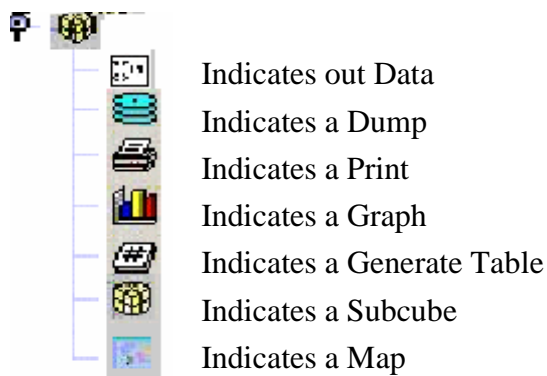 Indicates out Data
Indicates a Dump
Indicates a Print
Indicates a Graph
Indicates a Generate Table
Indicates a Subcube
Indicates a Map